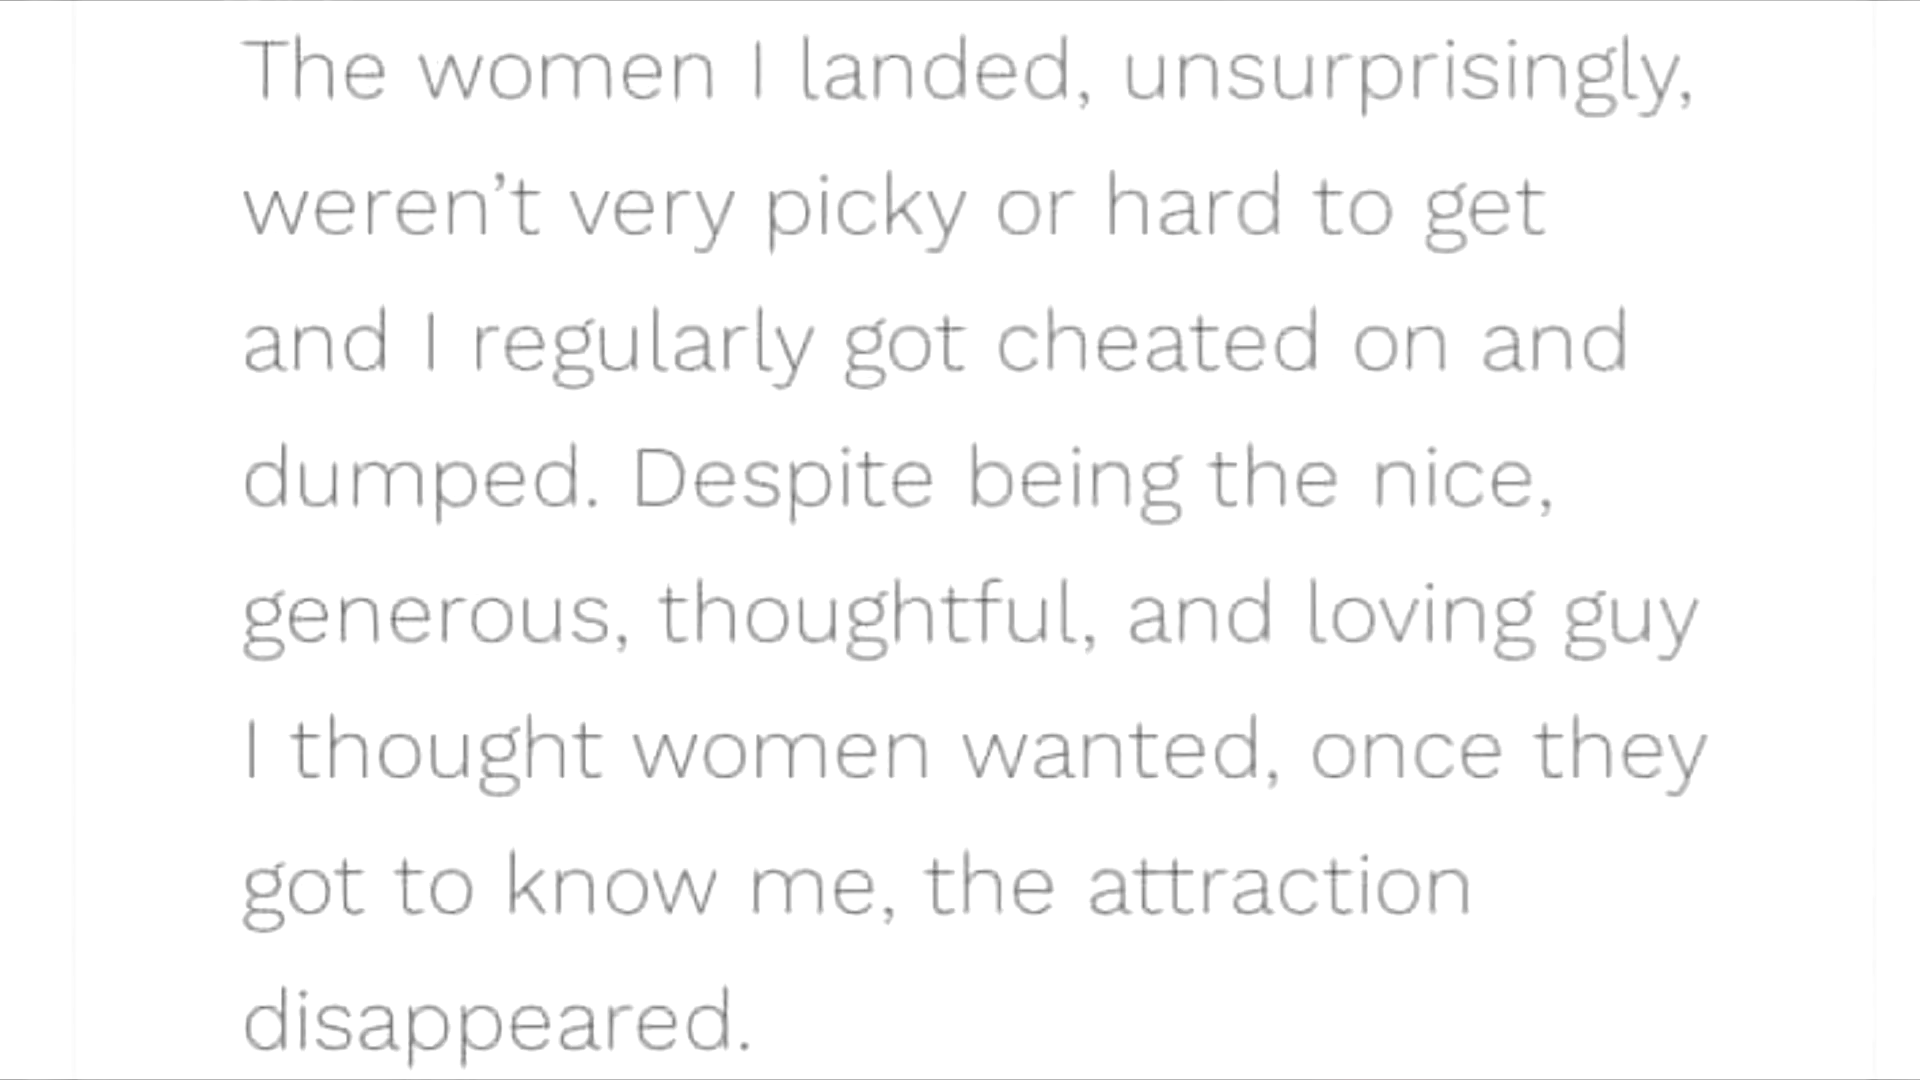 The women I landed, unsurprisingly,
weren’t very picky or hard to get
and I regularly got cheated on and
dumped. Despite being the nice,
generous, thoughtful, and loving guy
I thought women wanted, once they
got to know me, the attraction
disappeared.